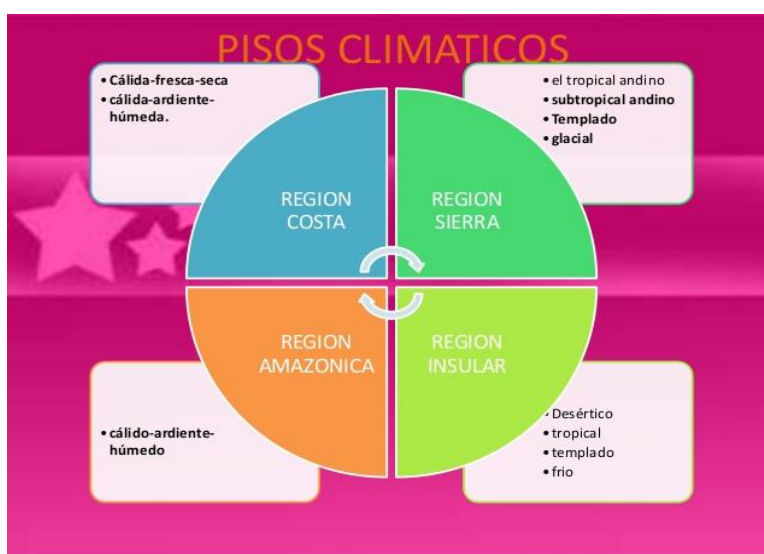 PISOS CLIMATICOS
• Cálida-fresca-seca
• cálida-ardiente-
húmeda.
• el tropical andino
• subtropical andino
• Templado
• glacial
REGION
COSTA
REGION
SIERRA
REGION
AMAZONICA
REGION
INSULAR
• cálido-ardiente-
húmedo
• Desértico
• tropical
• templado
• frio